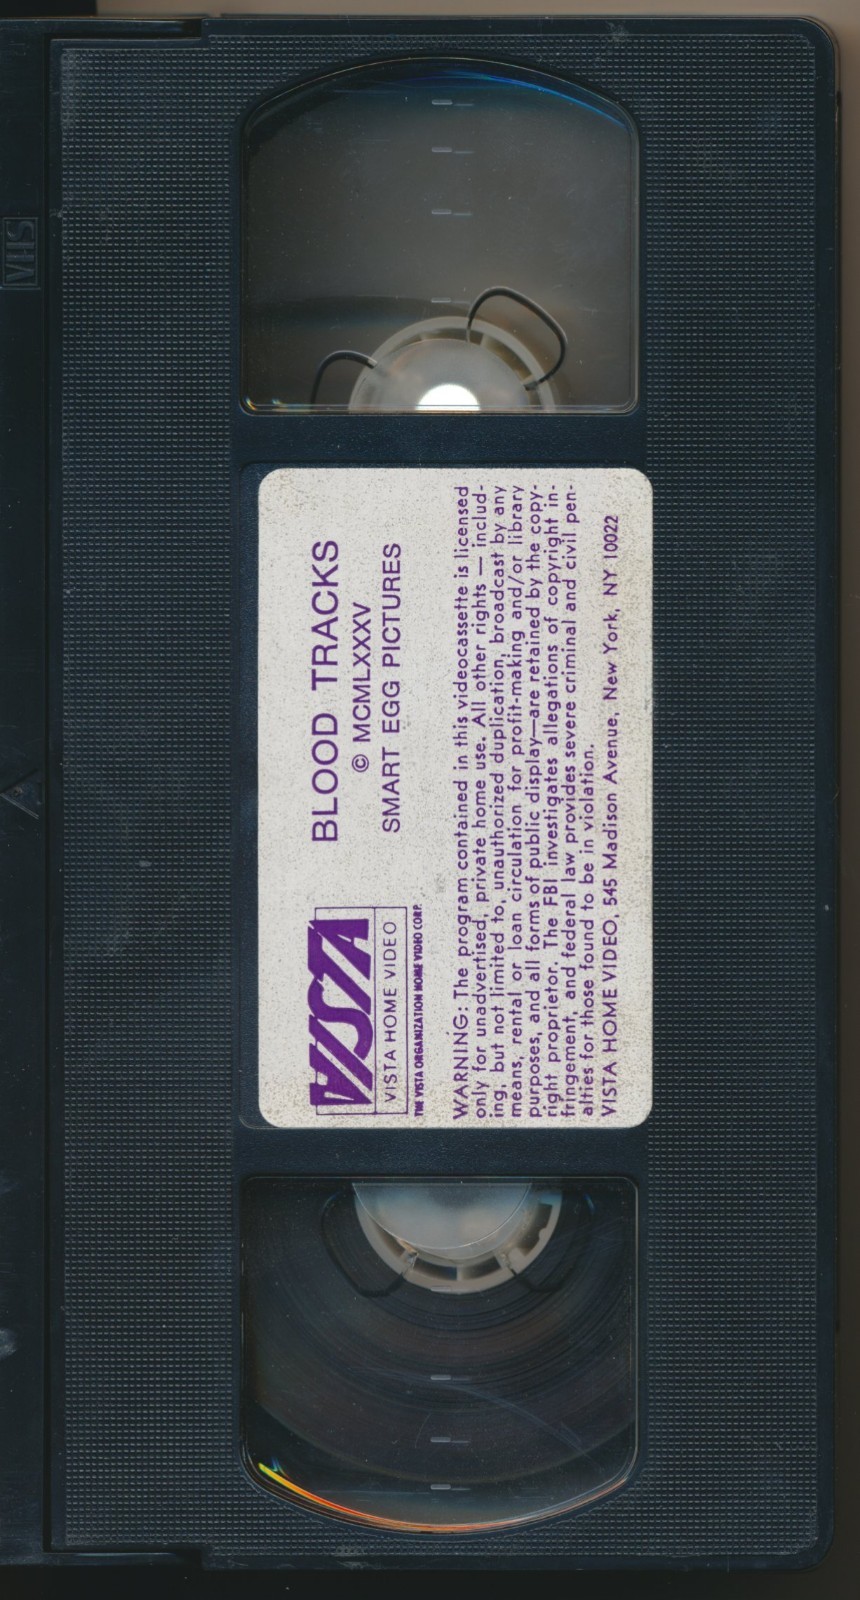 BLOOD TRACKS
© MCMLXXXV
SMART EGG PICTURES
VISTA
VISTA HOME VIDEO
THE VISTA ORGANIZATION HOME VIDEO CORP.
WARNING: The program contained in this videocassette is licensed
only for unadvertised, private home use. All other rights — includ-
ing, but not limited to, unauthorized duplication, broadcast by any
means, rental or loan circulation for profit-making and/or library
purposes, and all forms of public display—are retained by the copy-
right proprietor. The FBI investigates allegations of copyright in-
fringement, and federal law provides severe criminal and civil pen-
alties for those found to be in violation.
VISTA HOME VIDEO, 545 Madison Avenue, New York, NY 10022
VHS